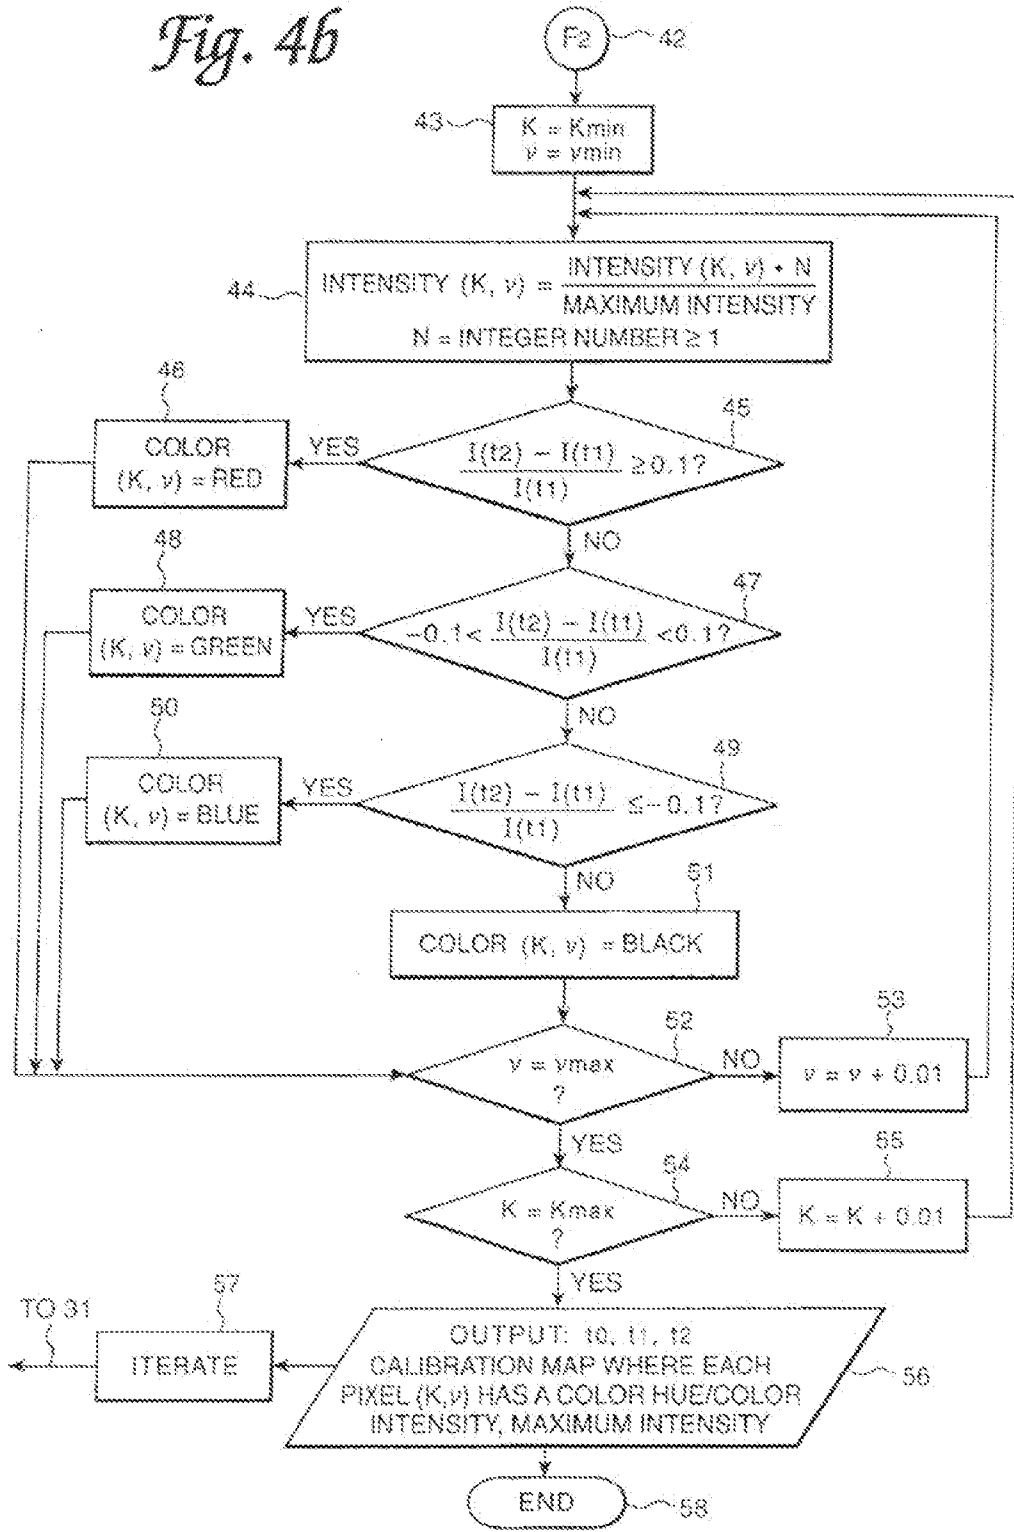 Fig. 4b
F2
42
43
K = Kmin
ν = νmin
44
INTENSITY (K, ν) = INTENSITY (K, ν) • N / MAXIMUM INTENSITY
N = INTEGER NUMBER ≥ 1
46
COLOR
(K, ν) = RED
YES
45
I(t2) − I(t1) / I(t1) ≥ 0.1?
NO
48
COLOR
(K, ν) = GREEN
YES
47
−0.1 < I(t2) − I(t1) / I(t1) < 0.1?
NO
50
COLOR
(K, ν) = BLUE
YES
49
I(t2) − I(t1) / I(t1) ≤ −0.1?
NO
51
COLOR (K, ν) = BLACK
52
ν = νmax
?
NO
53
ν = ν + 0.01
YES
54
K = Kmax
?
NO
55
K = K + 0.01
YES
TO 31
57
ITERATE
OUTPUT: t0, t1, t2
CALIBRATION MAP WHERE EACH
PIXEL (K,ν) HAS A COLOR HUE/COLOR
INTENSITY, MAXIMUM INTENSITY
56
END
58